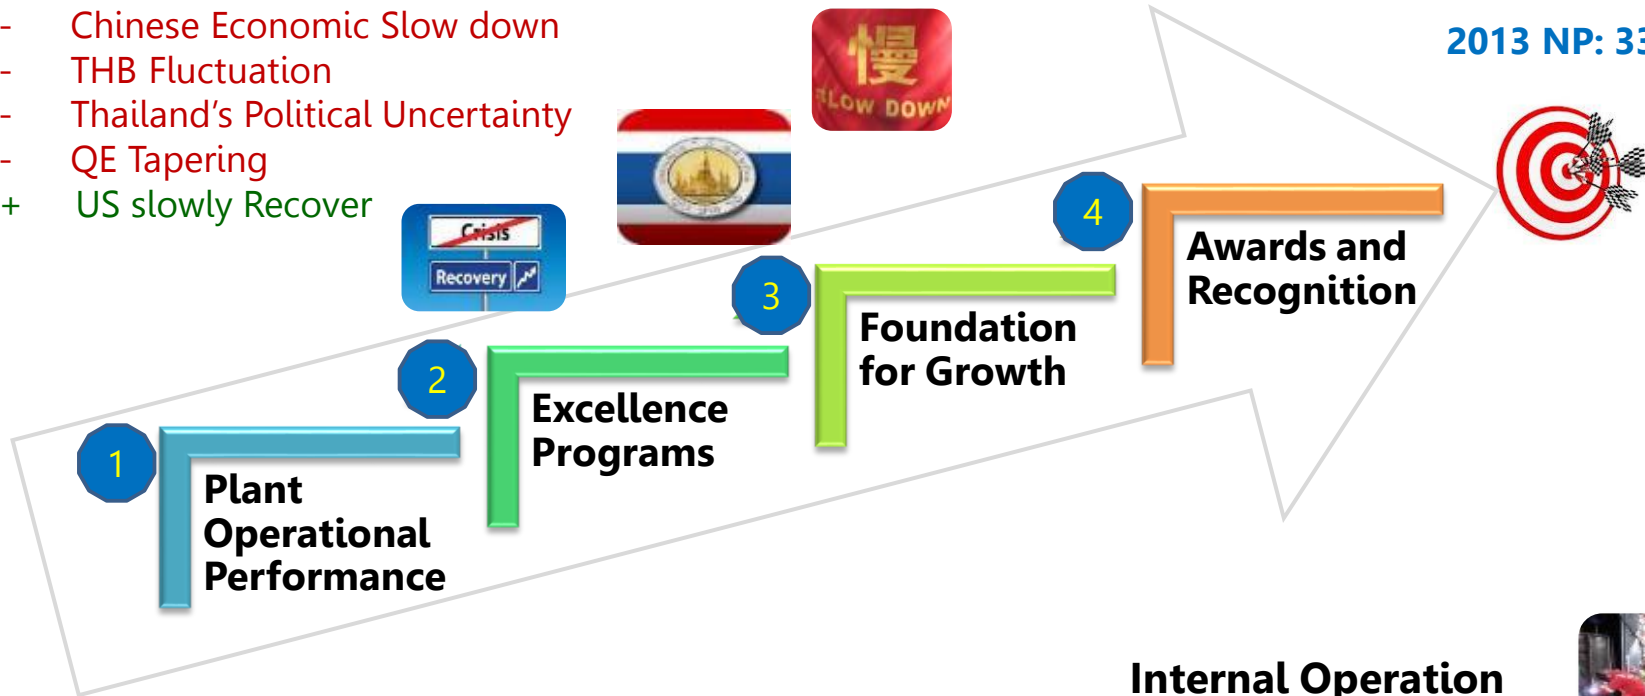 - Chinese Economic Slow down
- THB Fluctuation
- Thailand's Political Uncertainty
- QE Tapering
+ US slowly Recover
慢
SLOW DOWN
2013 NP: 33
Crisis
Recovery
4
Awards and
Recognition
3
Foundation
for Growth
2
Excellence
Programs
1
Plant
Operational
Performance
Internal Operation